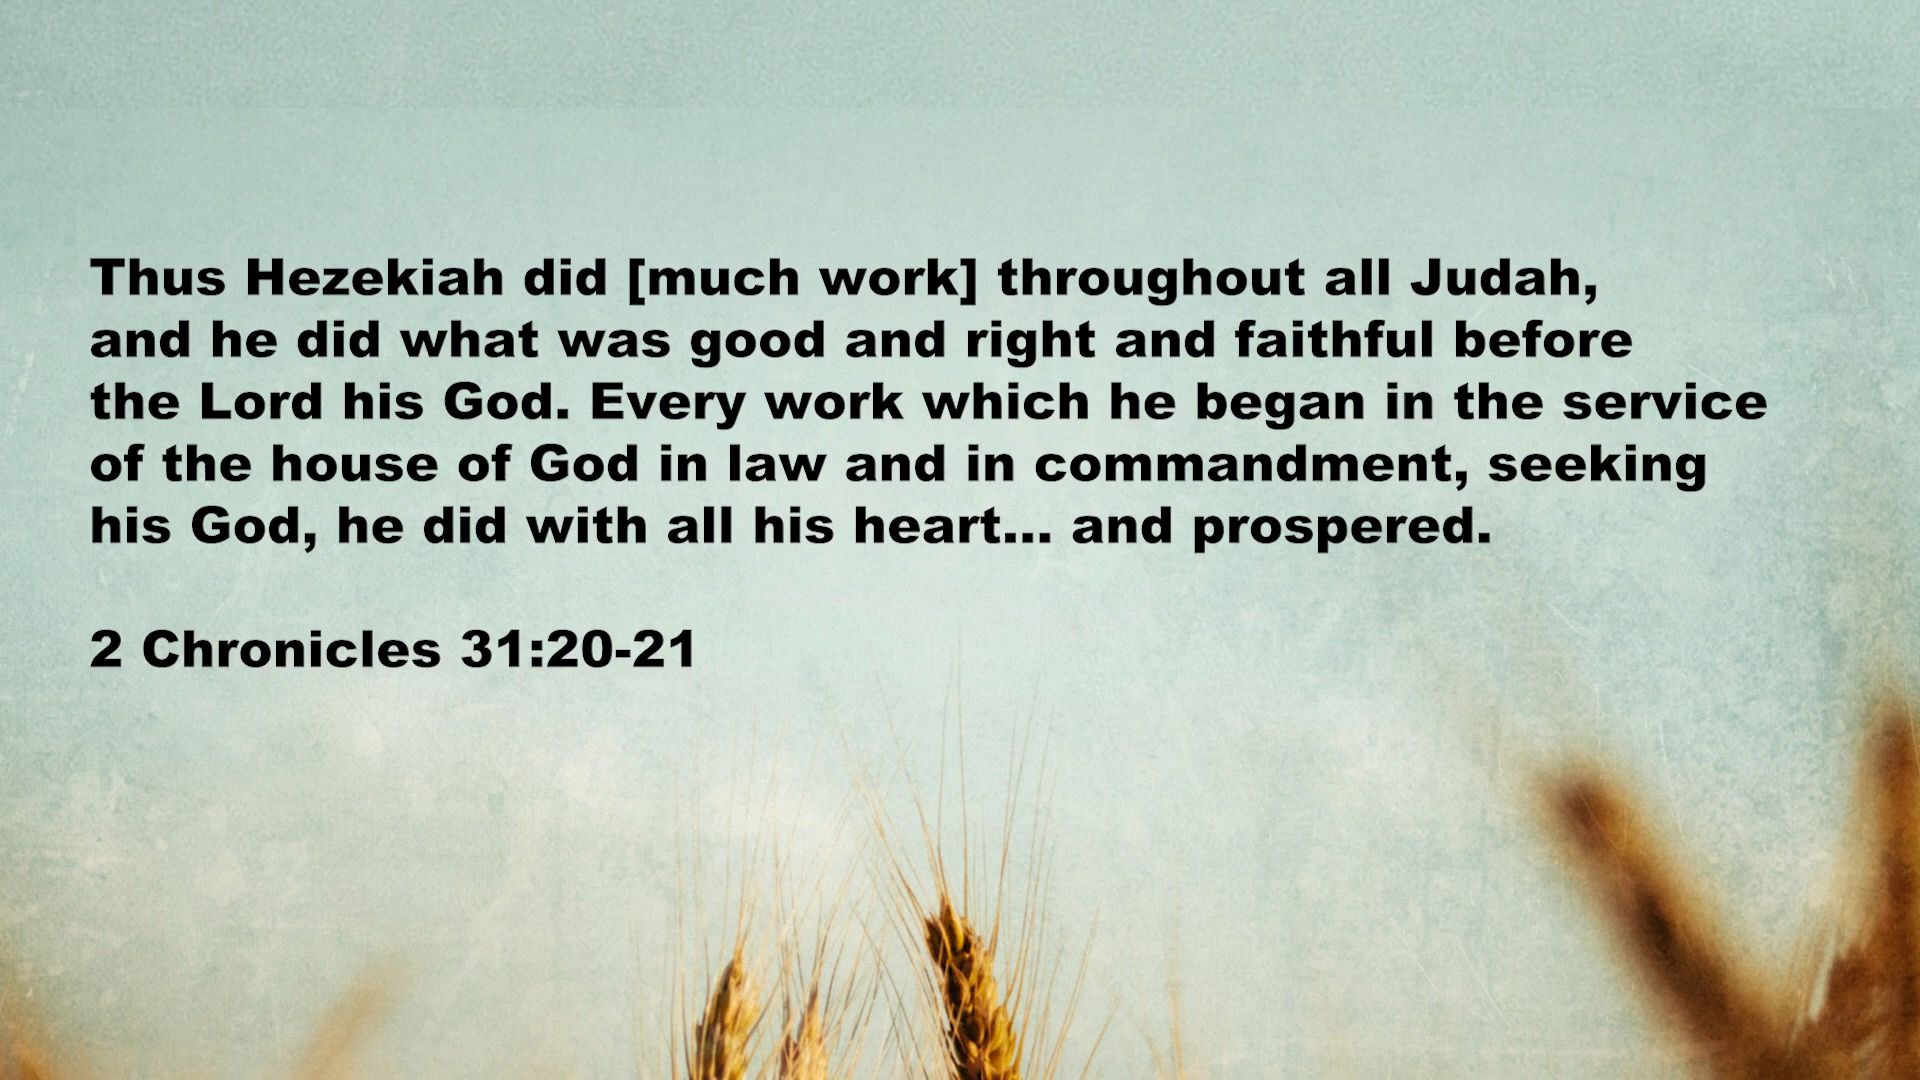 Thus Hezekiah did [much work] throughout all Judah,
and he did what was good and right and faithful before
the Lord his God. Every work which he began in the service
of the house of God in law and in commandment, seeking
his God, he did with all his heart... and prospered.
2 Chronicles 31:20-21